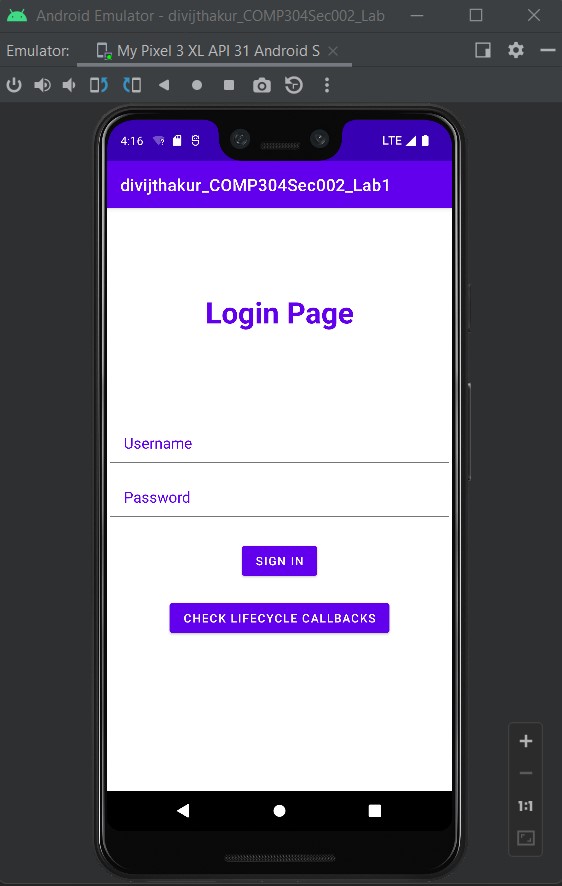 Android Emulator - divijthakur_COMP304Sec002_Lab
Emulator: My Pixel 3 XL API 31 Android S
4:16 LTE
divijthakur_COMP304Sec002_Lab1
Login Page
Username
Password
SIGN IN
CHECK LIFECYCLE CALLBACKS
1:1